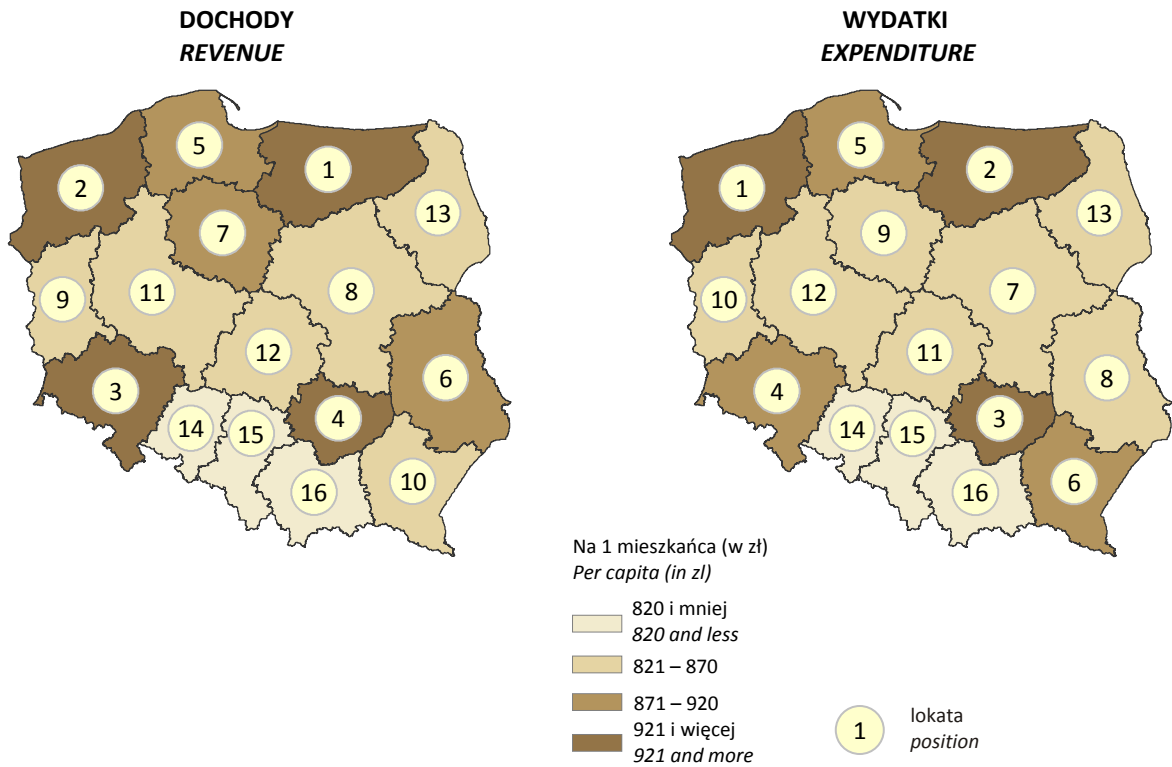 DOCHODY
REVENUE
WYDATKI
EXPENDITURE
5
1
2
13
7
9
11
8
12
6
3
4
14
15
10
16
5
2
1
13
9
10
12
7
11
8
4
3
14
15
6
16
Na 1 mieszkańca (w zł)
Per capita (in zl)
820 i mniej
820 and less
821 – 870
871 – 920
921 i więcej
921 and more
1
lokata
position